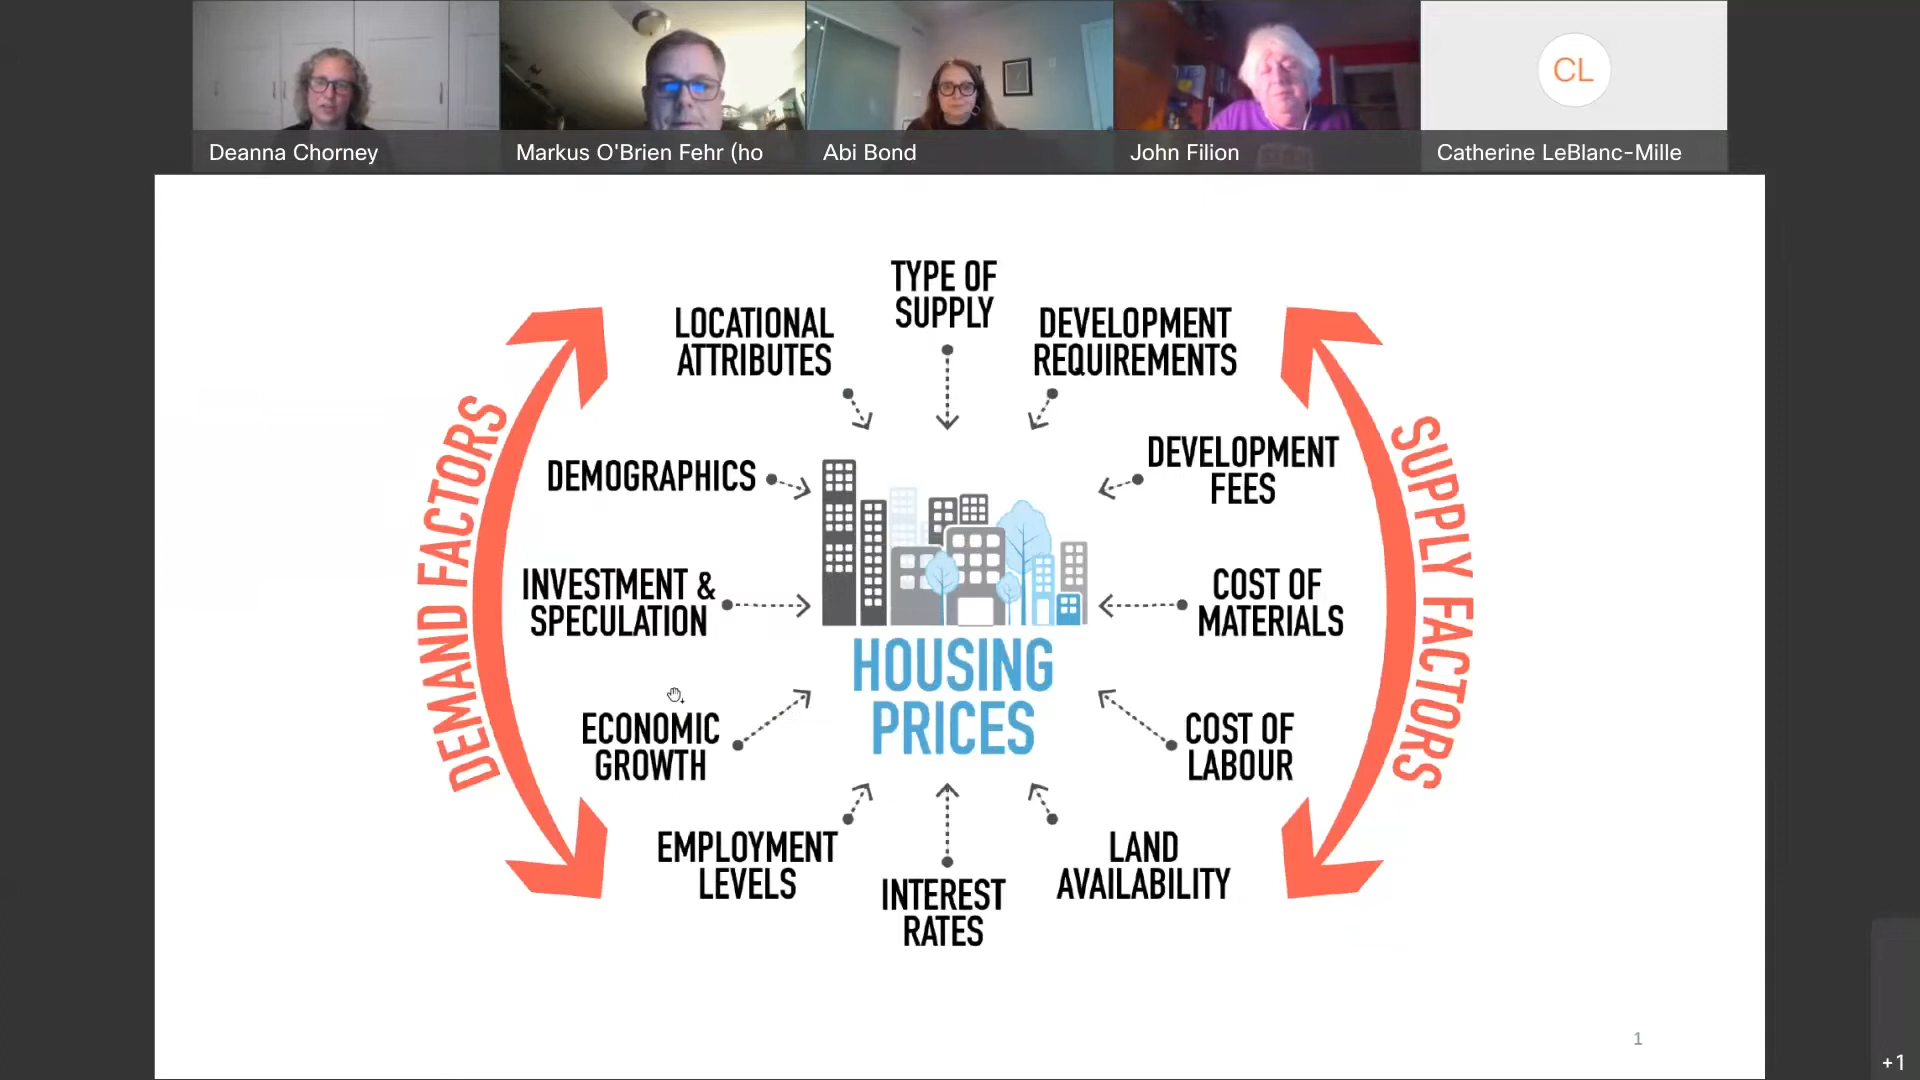 Deanna Chorney
Markus O'Brien Fehr (ho
Abi Bond
John Filion
CL
Catherine LeBlanc-Mille
TYPE OF
SUPPLY
LOCATIONAL
ATTRIBUTES
DEVELOPMENT
REQUIREMENTS
DEMAND FACTORS
SUPPLY FACTORS
DEMOGRAPHICS
DEVELOPMENT
FEES
INVESTMENT &
SPECULATION
COST OF
MATERIALS
HOUSING
PRICES
ECONOMIC
GROWTH
COST OF
LABOUR
EMPLOYMENT
LEVELS
INTEREST
RATES
LAND
AVAILABILITY
1
+1